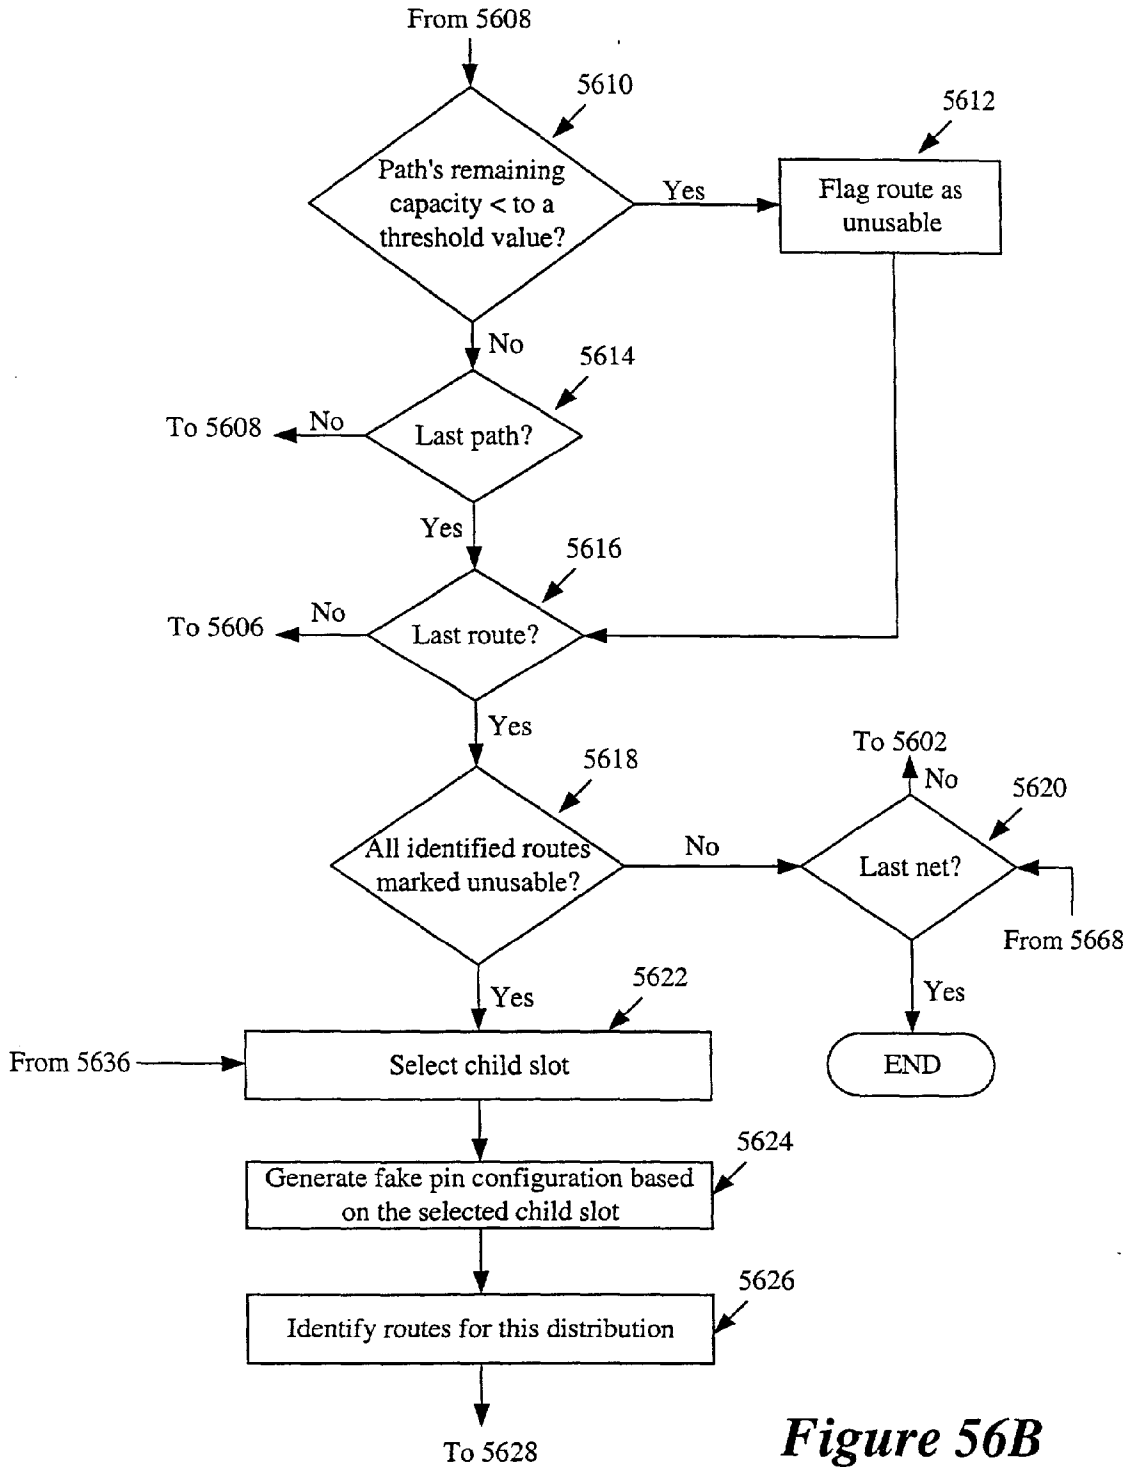 From 5608
5610
5612
Path's remaining
capacity < to a
threshold value?
Yes
Flag route as
unusable
No
5614
To 5608
No
Last path?
Yes
5616
To 5606
No
Last route?
Yes
5618
To 5602
No
5620
All identified routes
marked unusable?
No
Last net?
From 5668
Yes
5622
Yes
From 5636
Select child slot
END
5624
Generate fake pin configuration based
on the selected child slot
5626
Identify routes for this distribution
To 5628
Figure 56B